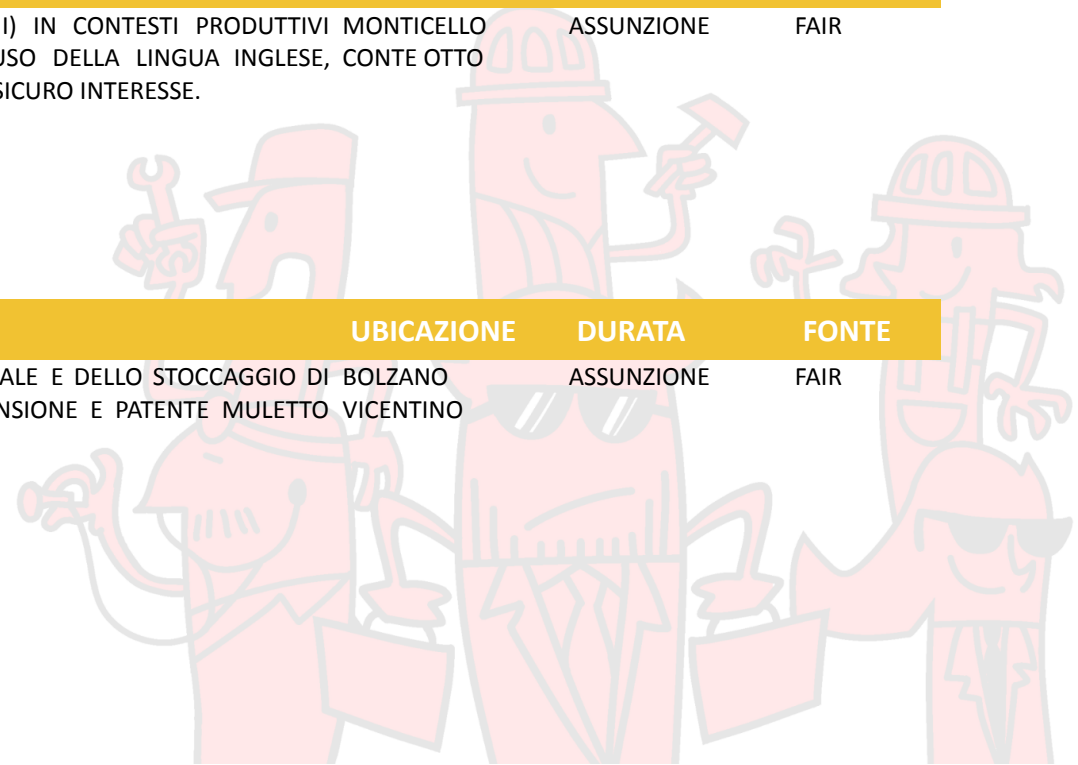 I) IN CONTESTI PRODUTTIVI MONTICELLO ASSUNZIONE FAIR
USO DELLA LINGUA INGLESE, CONTE OTTO
SICURO INTERESSE.
UBICAZIONE DURATA FONTE
ALE E DELLO STOCCAGGIO DI BOLZANO ASSUNZIONE FAIR
NSIONE E PATENTE MULETTO VICENTINO